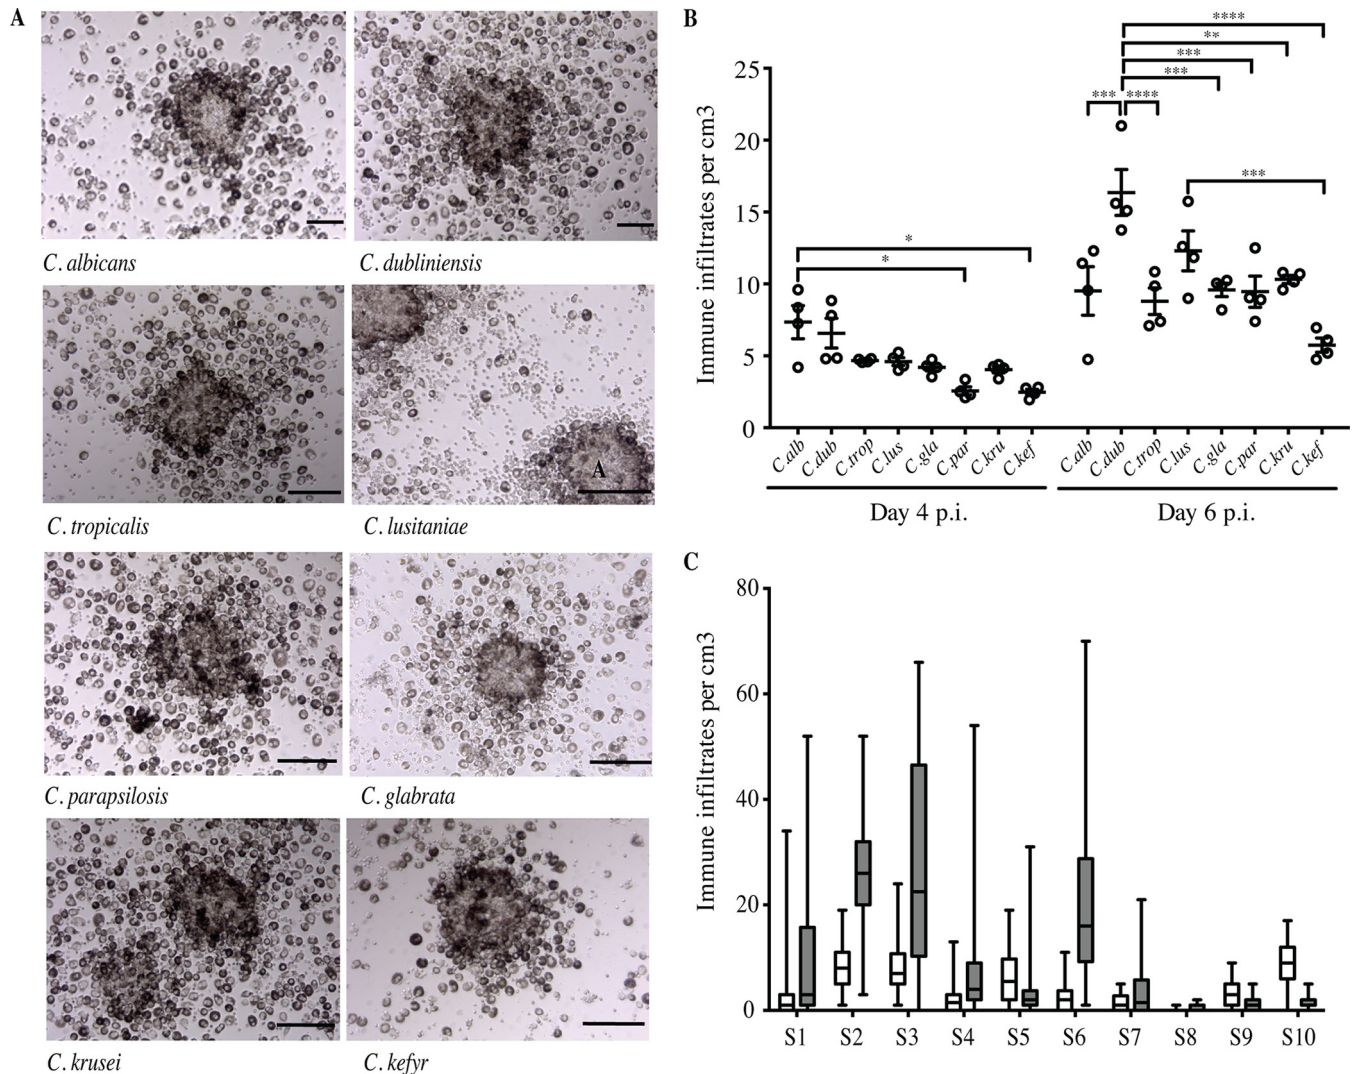 A
C. albicans
C. dubliniensis
C. tropicalis
A
C. lusitaniae
C. parapsilosis
C. glabrata
C. krusei
C. kefyr
B
Immune infiltrates per cm3
25
20
15
10
5
0
****
**
***
***
*** ****
***
*
*
C.alb C.dub C.trop C.lus C.gla C.par C.kru C.kef
C.alb C.dub C.trop C.lus C.gla C.par C.kru C.kef
Day 4 p.i.
Day 6 p.i.
C
Immune infiltrates per cm3
80
60
40
20
0
S1 S2 S3 S4 S5 S6 S7 S8 S9 S10